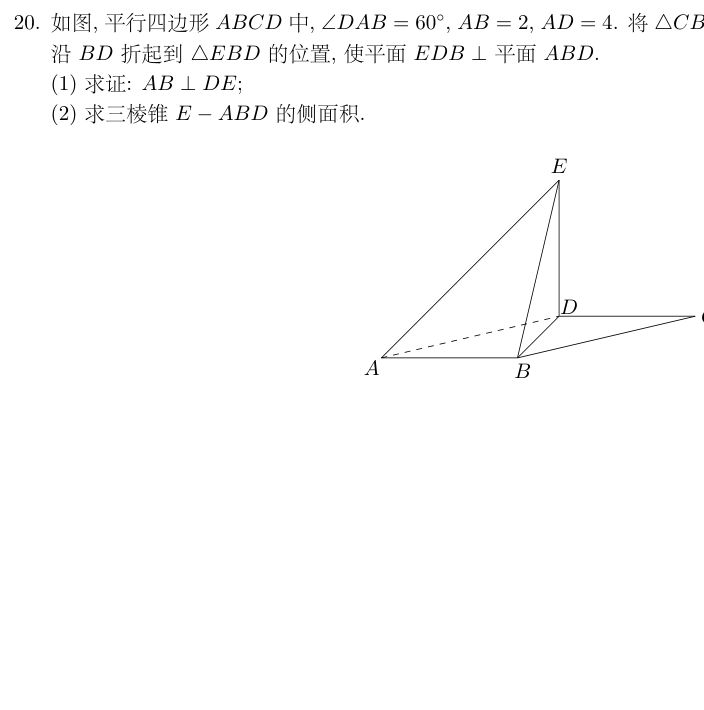 20. 如图, 平行四边形 ABCD 中, ∠DAB = 60°, AB = 2, AD = 4. 将 △CB
沿 BD 折起到 △EBD 的位置, 使平面 EDB ⊥ 平面 ABD.
(1) 求证: AB ⊥ DE;
(2) 求三棱锥 E − ABD 的侧面积.
E
D
A
B